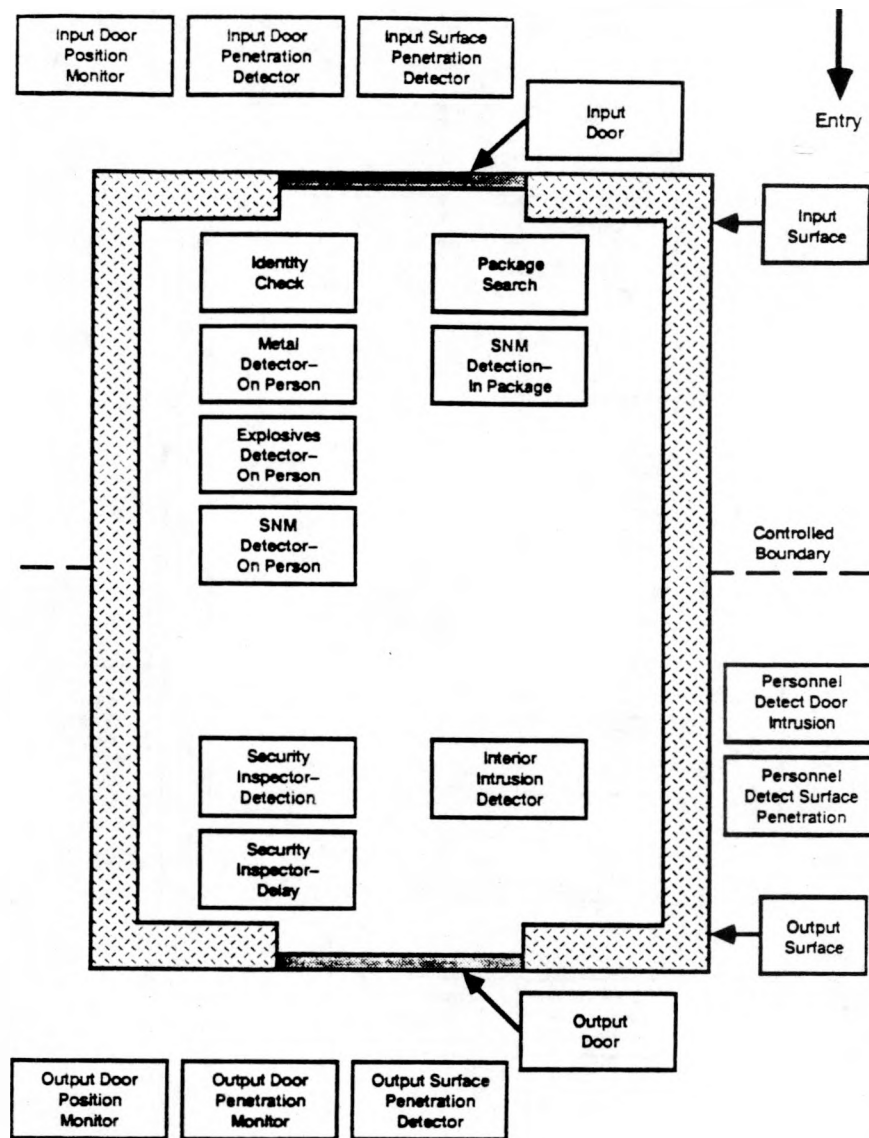 Input Door
Position
Monitor
Input Door
Penetration
Detector
Input Surface
Penetration
Detector
Input
Door
Entry
Input
Surface
Identity
Check
Package
Search
Metal
Detector–
On Person
SNM
Detection–
In Package
Explosives
Detector–
On Person
SNM
Detector–
On Person
Controlled
Boundary
Personnel
Detect Door
Intrusion
Security
Inspector–
Detection
Interior
Intrusion
Detector
Personnel
Detect Surface
Penetration
Security
Inspector–
Delay
Output
Surface
Output
Door
Output Door
Position
Monitor
Output Door
Penetration
Monitor
Output Surface
Penetration
Detector